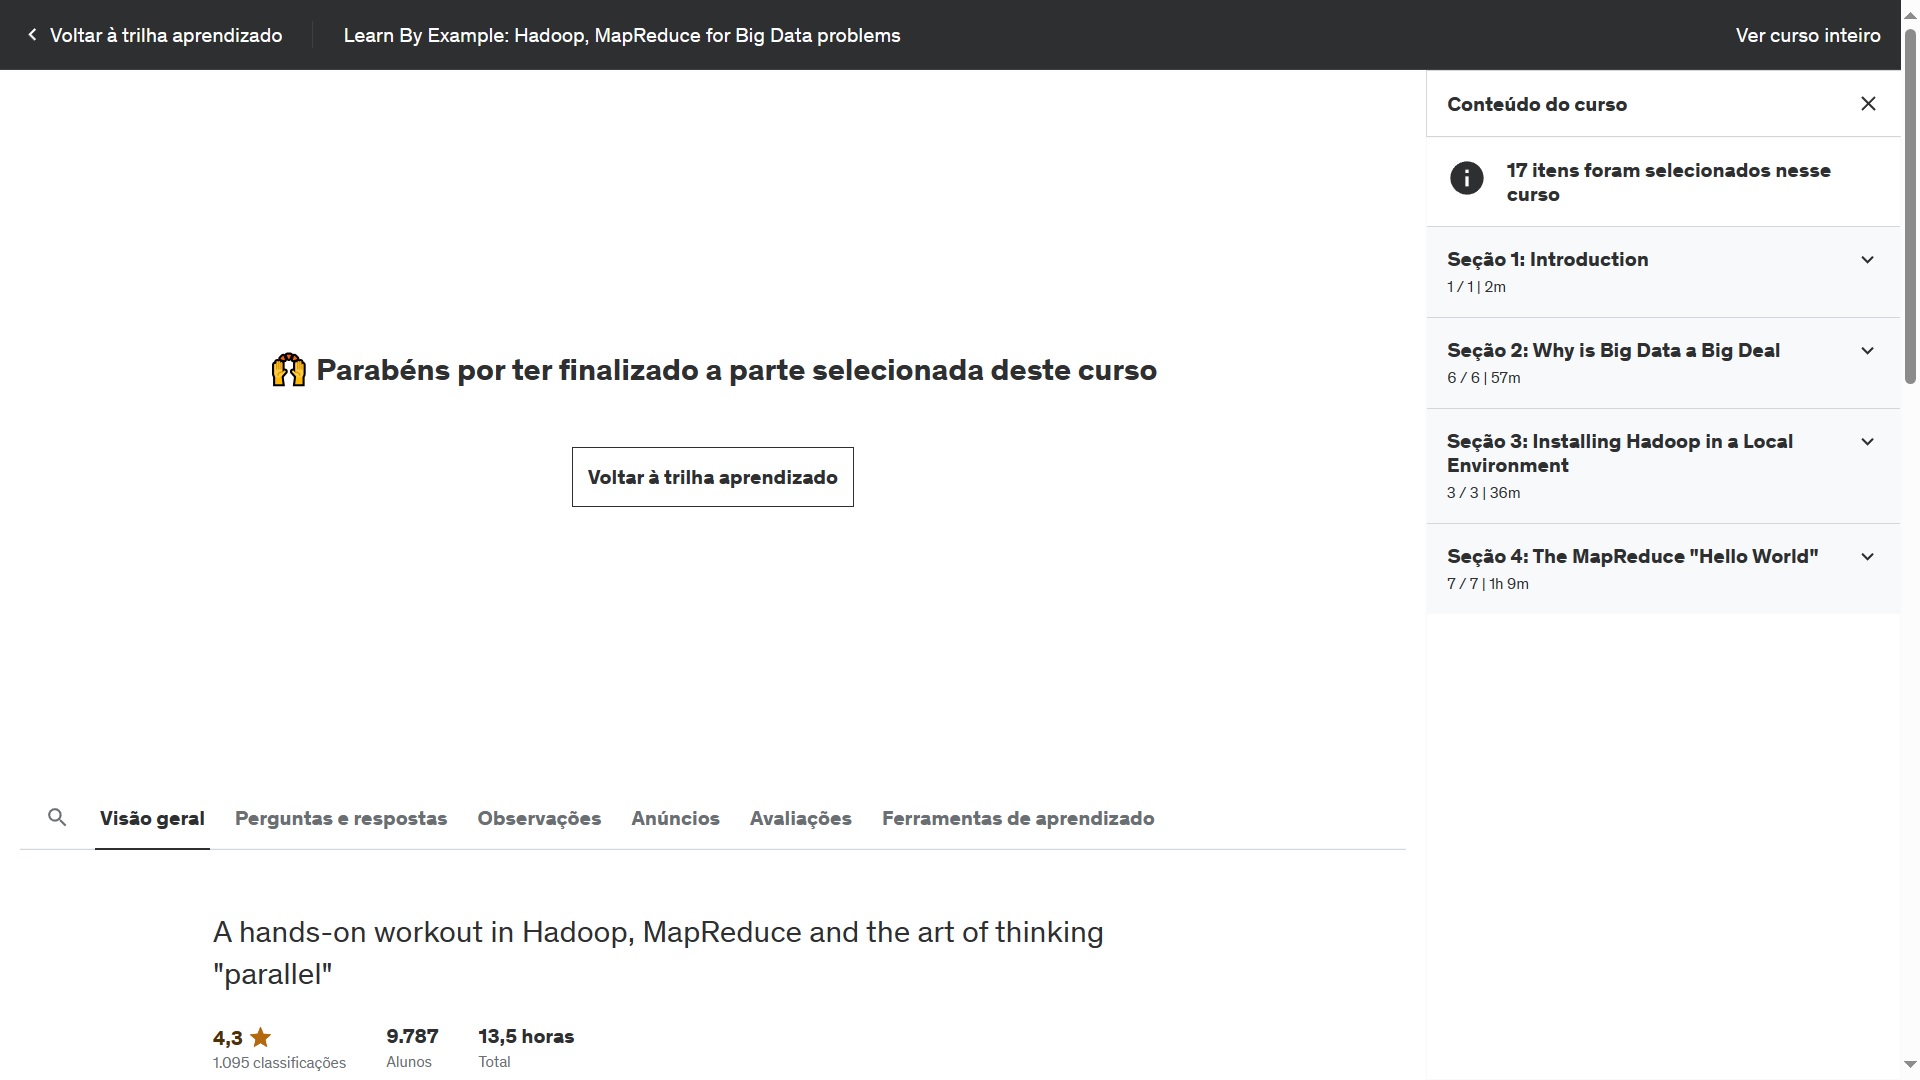 Voltar à trilha aprendizado
Learn By Example: Hadoop, MapReduce for Big Data problems
Ver curso inteiro
Parabéns por ter finalizado a parte selecionada deste curso
Voltar à trilha aprendizado
Conteúdo do curso
17 itens foram selecionados nesse
curso
Seção 1: Introduction
1 / 1 | 2m
Seção 2: Why is Big Data a Big Deal
6 / 6 | 57m
Seção 3: Installing Hadoop in a Local
Environment
3 / 3 | 36m
Seção 4: The MapReduce "Hello World"
7 / 7 | 1h 9m
Visão geral
Perguntas e respostas
Observações
Anúncios
Avaliações
Ferramentas de aprendizado
A hands-on workout in Hadoop, MapReduce and the art of thinking
"parallel"
4,3
1.095 classificações
9.787
Alunos
13,5 horas
Total